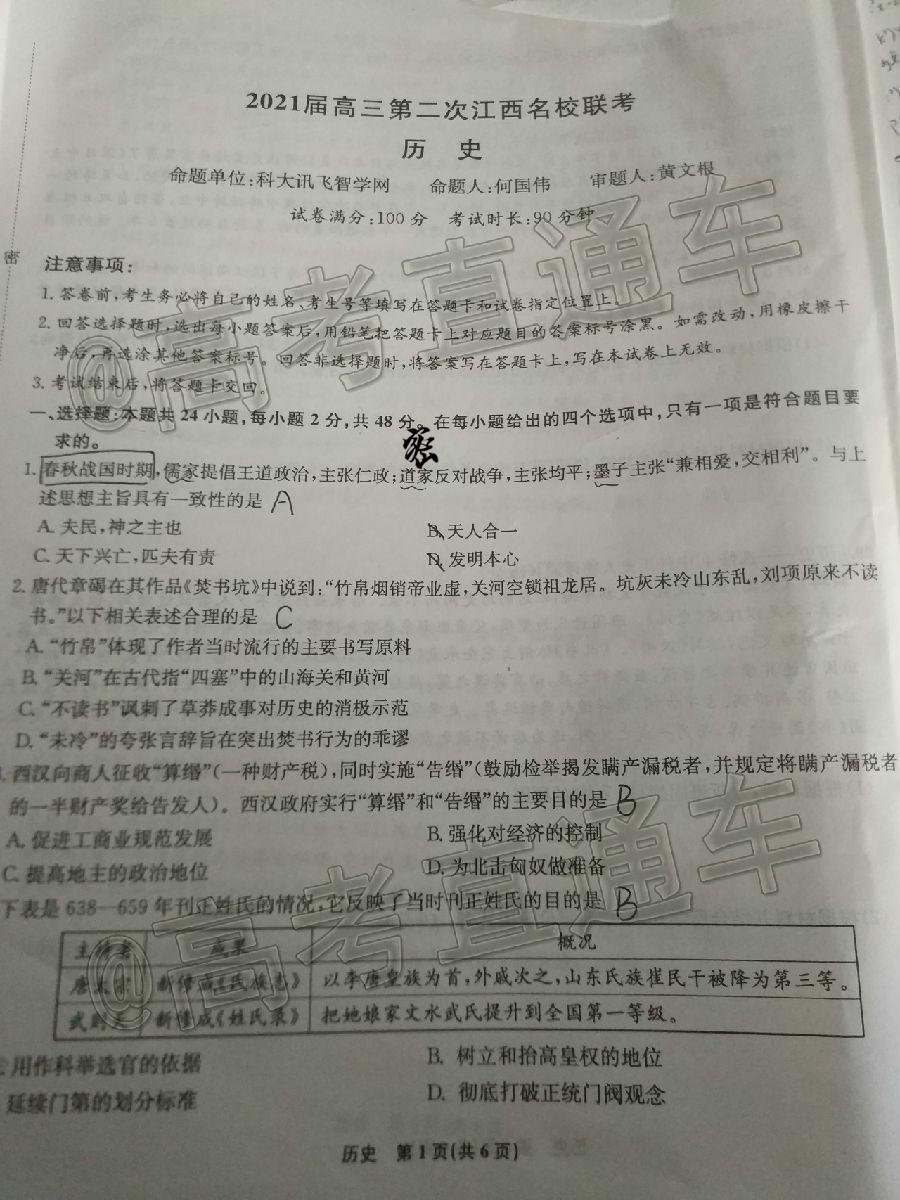 2021届高三第二次江西名校联考
历 史
命题单位:科大讯飞智学网 命题人:何国伟 审题人:黄文根
试卷满分:100分 考试时长:90分钟
密
注意事项:
1.答卷前,考生务必将自己的姓名、考生号等填写在答题卡和试卷指定位置上。
2.回答选择题时,选出每小题答案后,用铅笔把答题卡上对应题目的答案标号涂黑。如需改动,用橡皮擦干
净后,再选涂其他答案标号。回答非选择题时,将答案写在答题卡上,写在本试卷上无效。
3.考试结束后,将答题卡交回。
一、选择题:本题共24小题,每小题2分,共48分。在每小题给出的四个选项中,只有一项是符合题目要
求的。
密
1.春秋战国时期,儒家提倡王道政治,主张仁政;道家反对战争,主张均平;墨子主张“兼相爱,交相利”。与上
述思想主旨具有一致性的是 A
A.夫民,神之主也 B.天人合一
C.天下兴亡,匹夫有责 D.发明本心
2.唐代章碣在其作品《焚书坑》中说到:“竹帛烟销帝业虚,关河空锁祖龙居。坑灰未冷山东乱,刘项原来不读
书。”以下相关表述合理的是 C
A.“竹帛”体现了作者当时流行的主要书写原料
B.“关河”在古代指“四塞”中的山海关和黄河
C.“不读书”讽刺了草莽成事对历史的消极示范
D.“未冷”的夸张言辞旨在突出焚书行为的乖谬
西汉向商人征收“算缗”(一种财产税),同时实施“告缗”(鼓励检举揭发瞒产漏税者,并规定将瞒产漏税者
的一半财产奖给告发人)。西汉政府实行“算缗”和“告缗”的主要目的是 B
A.促进工商业规范发展 B.强化对经济的控制
C.提高地主的政治地位 D.为北击匈奴做准备
下表是638—659年刊正姓氏的情况,它反映了当时刊正姓氏的目的是 B
主持者 成果 概况
唐太宗 新修成《氏族志》 以李唐皇族为首,外戚次之,山东氏族崔民干被降为第三等。
武则天 新修成《姓氏录》 把她娘家文水武氏提升到全国第一等级。
用作科举选官的依据 B. 树立和抬高皇权的地位
延续门第的划分标准 D. 彻底打破正统门阀观念
历史 第1页(共6页)
@高考直通车
@高考直通车